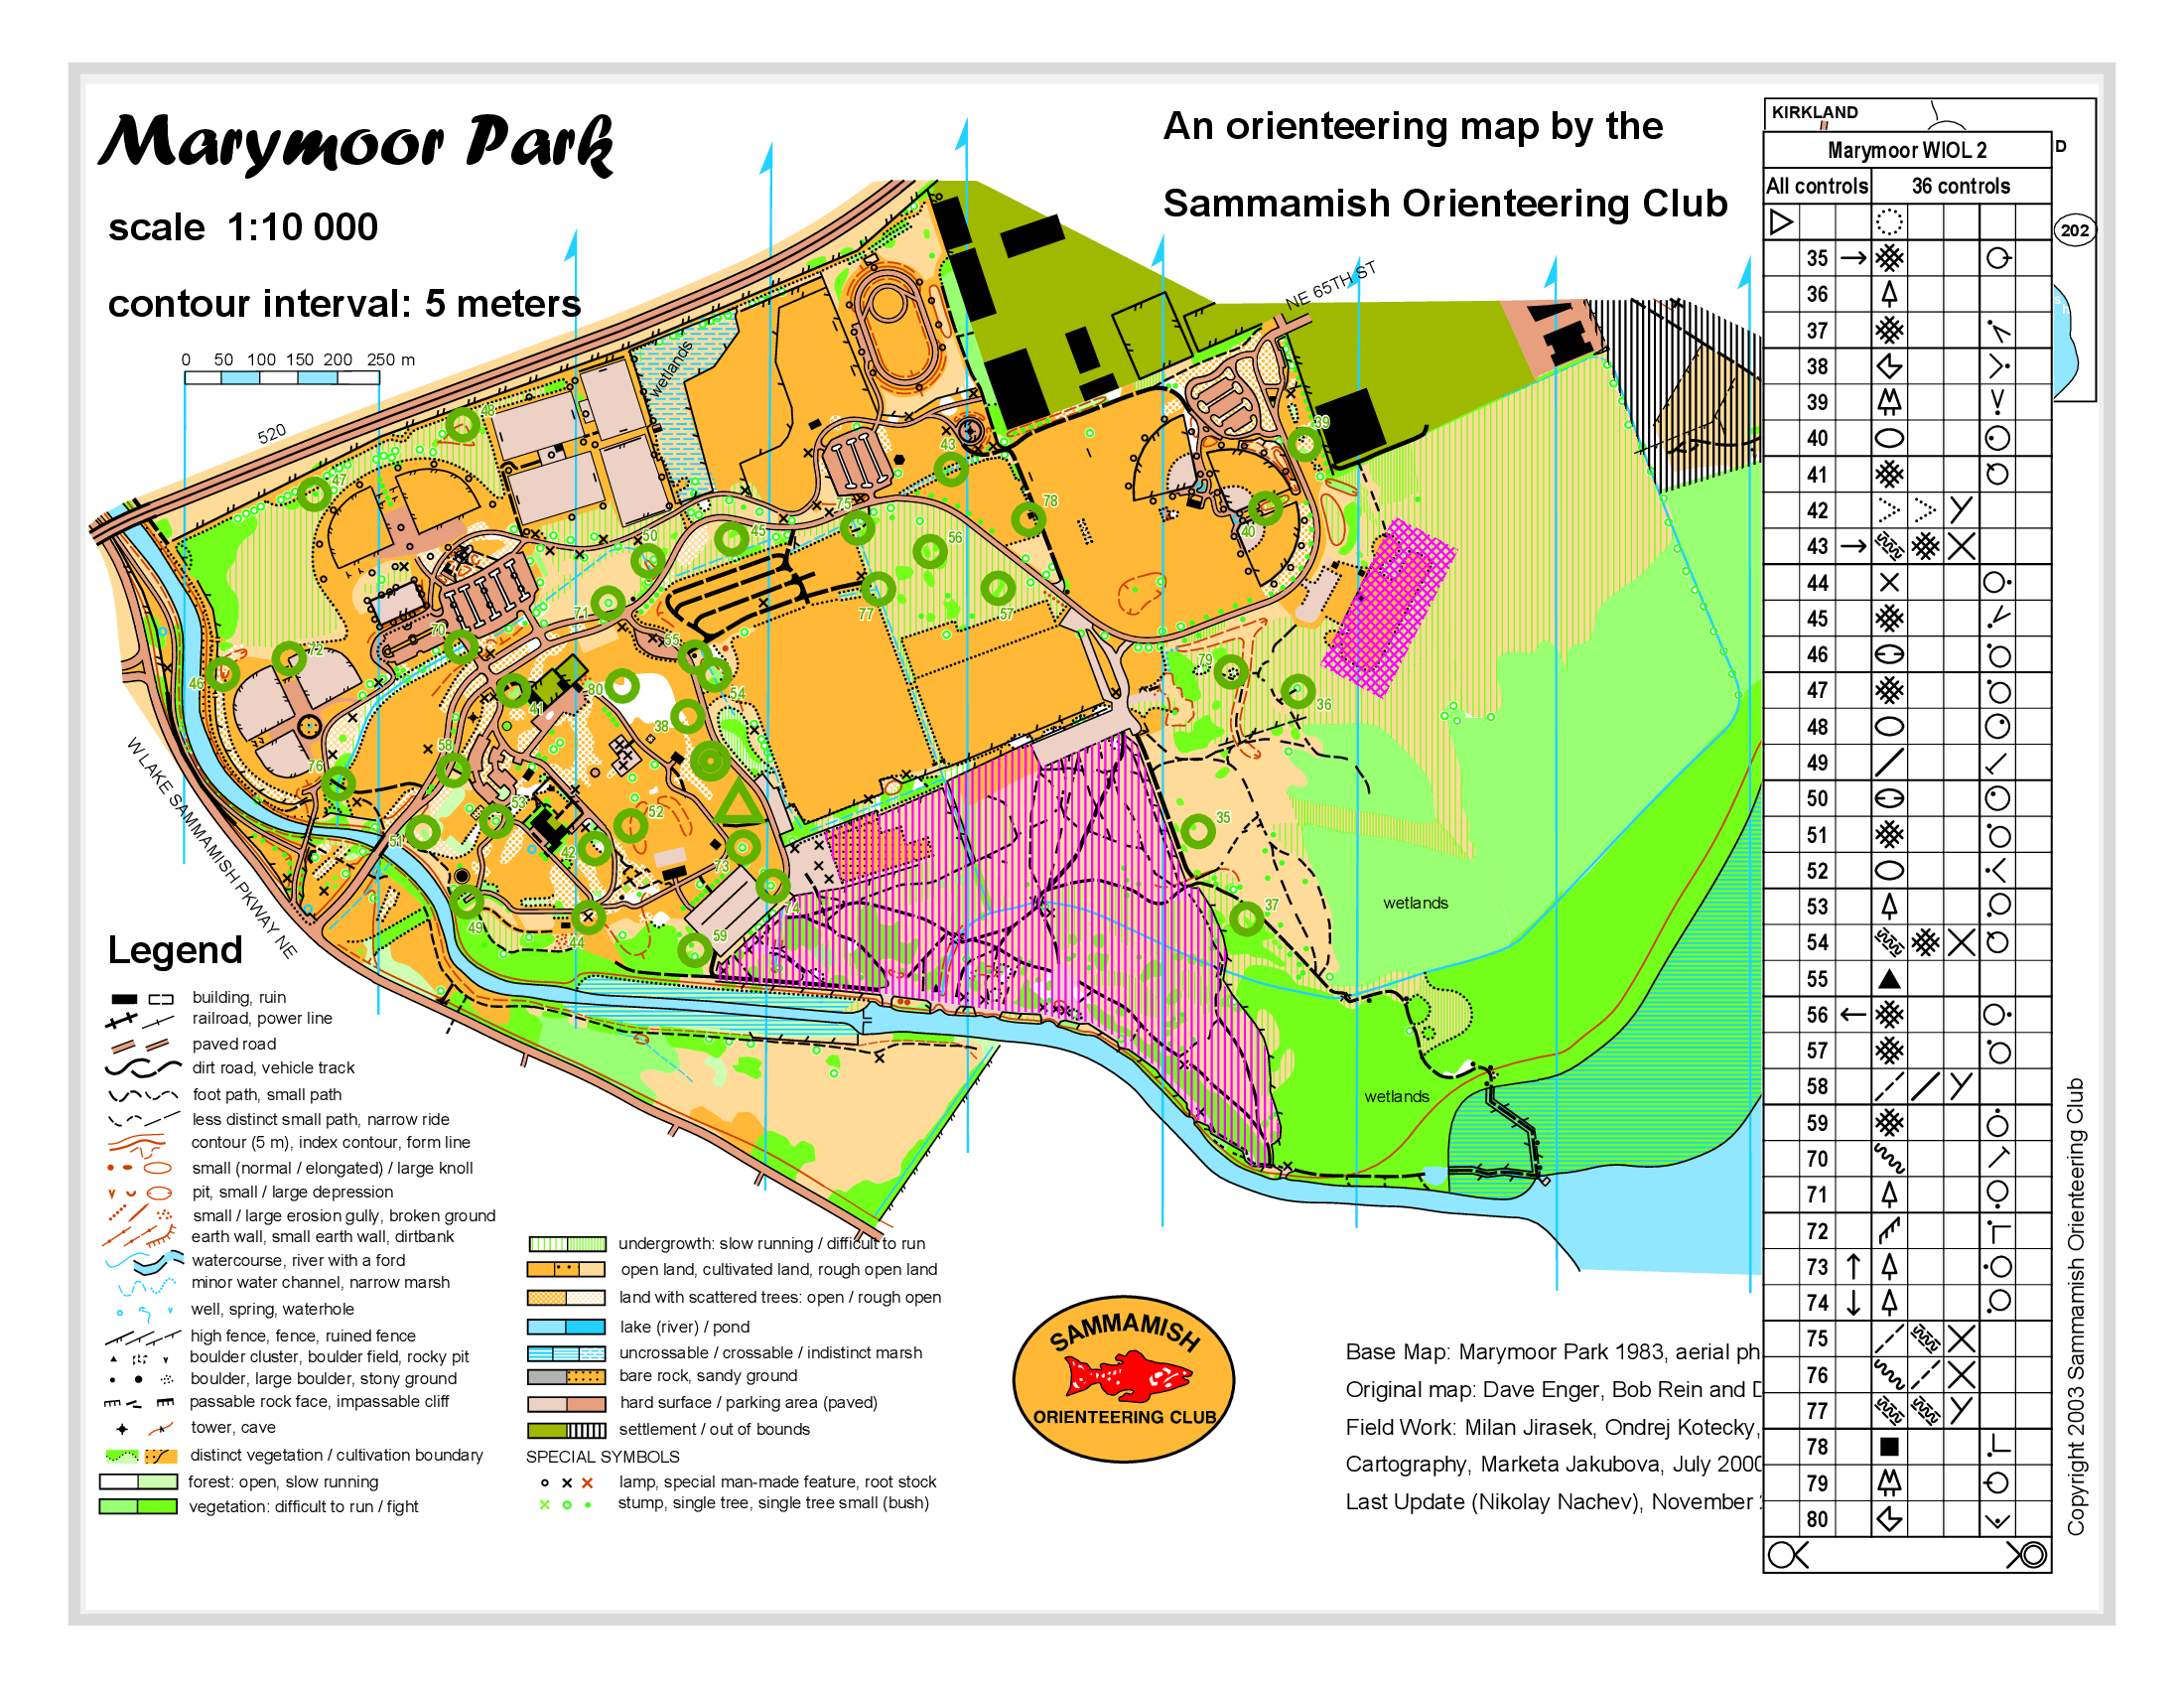 Marymoor Park
scale 1:10 000
contour interval: 5 meters
0 50 100 150 200 250 m
An orienteering map by the
Sammamish Orienteering Club
KIRKLAND
D
202
Marymoor WIOL 2
All controls 36 controls
35
36
37
38
39
40
41
42
43
44
45
46
47
48
49
50
51
52
53
54
55
56
57
58
59
70
71
72
73
74
75
76
77
78
79
80
Copyright 2003 Sammamish Orienteering Club
NE 65TH ST
520
wetlands
W LAKE SAMMAMISH PKWAY NE
wetlands
wetlands
48
47
43
39
75
78
40
45
50
56
77
57
71
55
70
72
46
54
79
36
80
41
38
58
76
52
53
35
51
42
73
74
37
49
44
59
Legend
building, ruin
railroad, power line
paved road
dirt road, vehicle track
foot path, small path
less distinct small path, narrow ride
contour (5 m), index contour, form line
small (normal / elongated) / large knoll
pit, small / large depression
small / large erosion gully, broken ground
earth wall, small earth wall, dirtbank
watercourse, river with a ford
minor water channel, narrow marsh
well, spring, waterhole
high fence, fence, ruined fence
boulder cluster, boulder field, rocky pit
boulder, large boulder, stony ground
passable rock face, impassable cliff
tower, cave
distinct vegetation / cultivation boundary
forest: open, slow running
vegetation: difficult to run / fight
undergrowth: slow running / difficult to run
open land, cultivated land, rough open land
land with scattered trees: open / rough open
lake (river) / pond
uncrossable / crossable / indistinct marsh
bare rock, sandy ground
hard surface / parking area (paved)
settlement / out of bounds
SPECIAL SYMBOLS
lamp, special man-made feature, root stock
stump, single tree, single tree small (bush)
SAMMAMISH
ORIENTEERING CLUB
Base Map: Marymoor Park 1983, aerial ph
Original map: Dave Enger, Bob Rein and D
Field Work: Milan Jirasek, Ondrej Kotecky,
Cartography, Marketa Jakubova, July 2000
Last Update (Nikolay Nachev), November